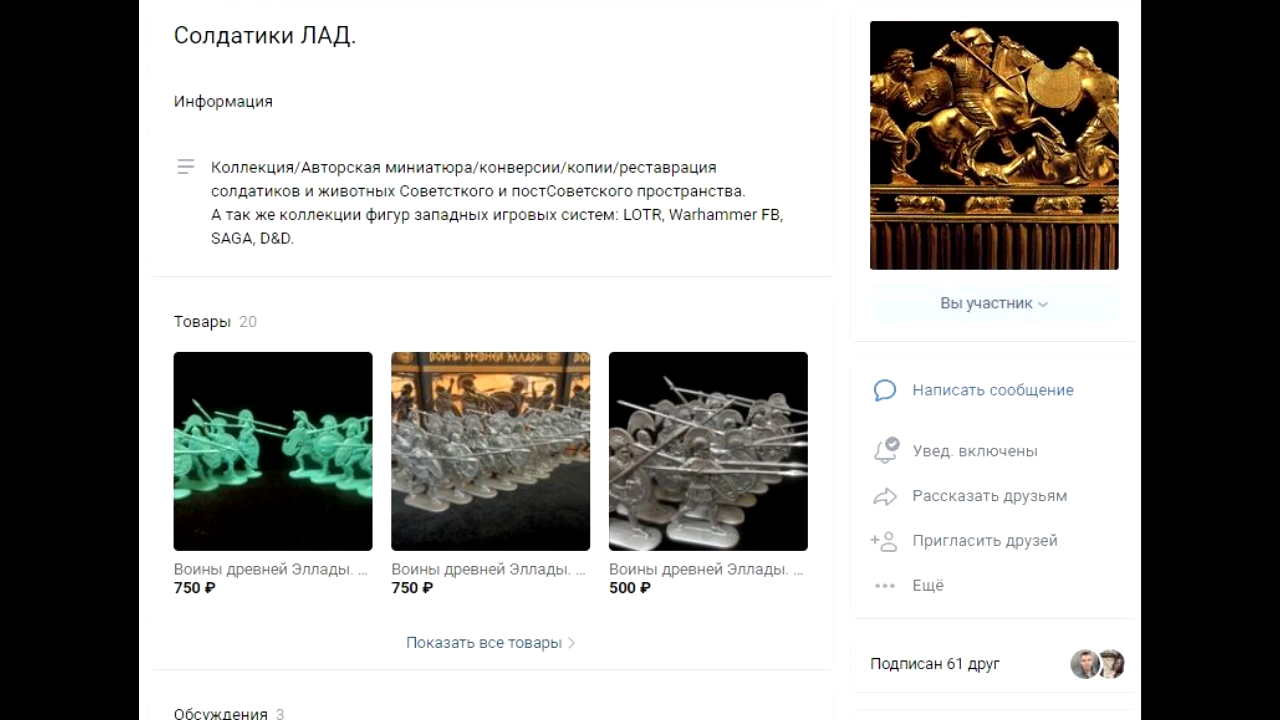 Солдатики ЛАД.
Информация
Коллекция/Авторская миниатюра/конверсии/копии/реставрация
солдатиков и животных Советсткого и постСоветского пространства.
А так же коллекции фигур западных игровых систем: LOTR, Warhammer FB,
SAGA, D&D.
Товары 20
ВОИНЫ ДРЕВНЕЙ ЭЛЛАДЫ
Воины древней Эллады. ...
750 ₽
Воины древней Эллады. ...
750 ₽
Воины древней Эллады. ...
500 ₽
Показать все товары
Обсуждения 3
Вы участник
Написать сообщение
Увед. включены
Рассказать друзьям
Пригласить друзей
Ещё
Подписан 61 друг